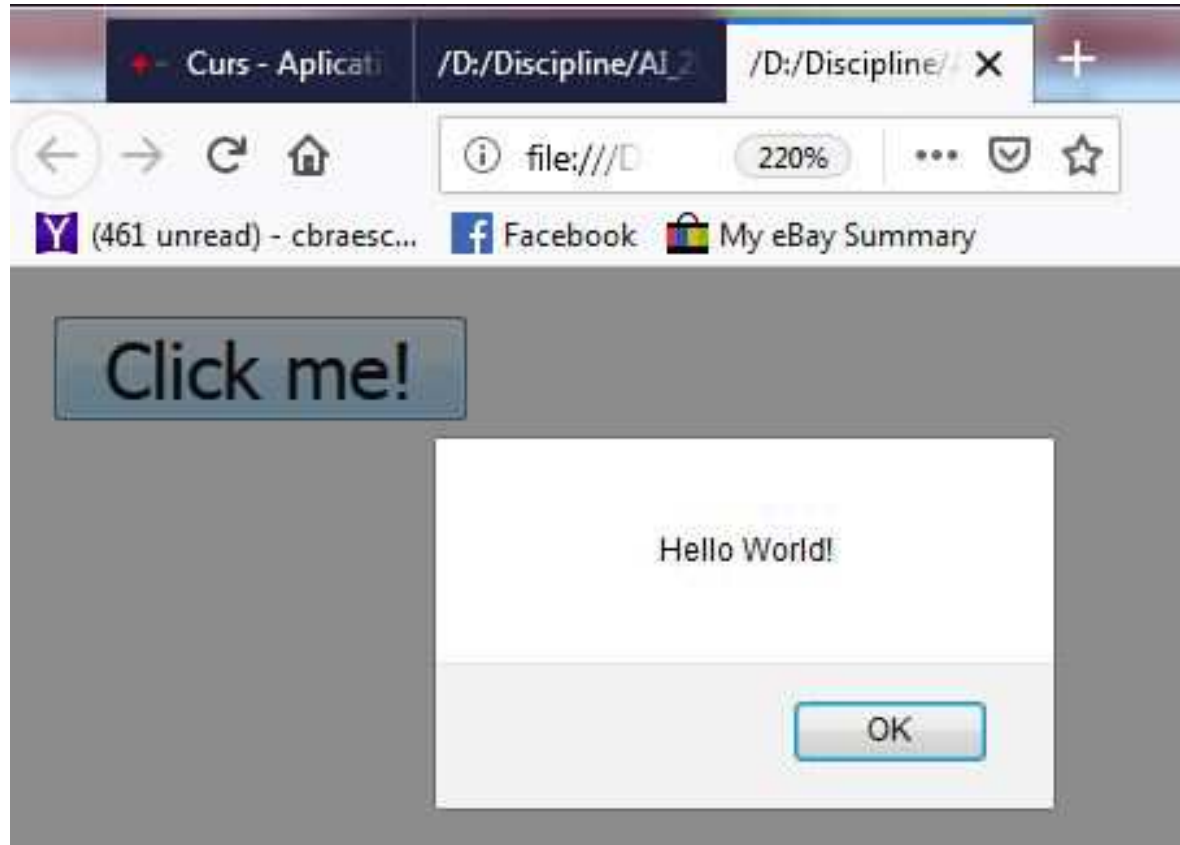 Curs - Aplicati
/D:/Discipline/AI_2
/D:/Discipline/
file:///D
220%
(461 unread) - cbraesc...
Facebook
My eBay Summary
Click me!
Hello World!
OK